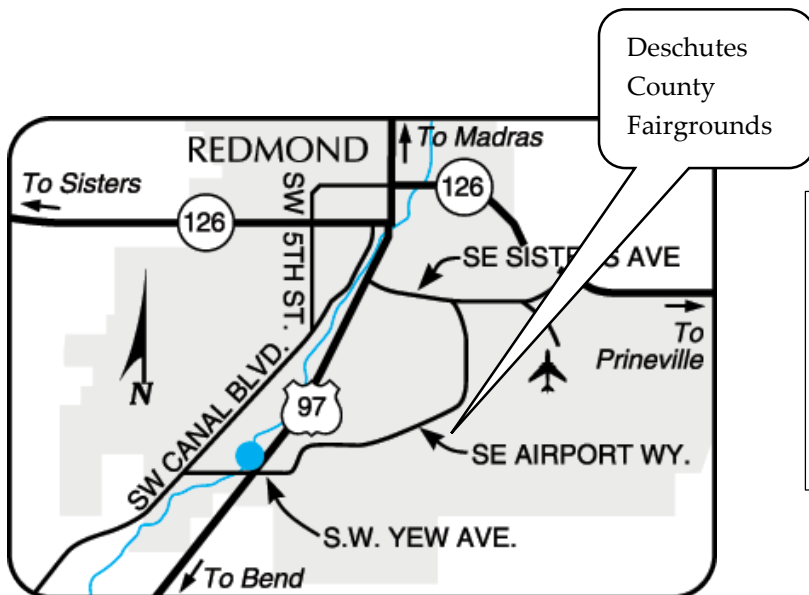 Deschutes
County
Fairgrounds
REDMOND
To Madras
To Sisters
126
126
SW 5TH ST.
SE SISTERS AVE
To
Prineville
N
97
SW CANAL BLVD.
SE AIRPORT WY.
S.W. YEW AVE.
To Bend